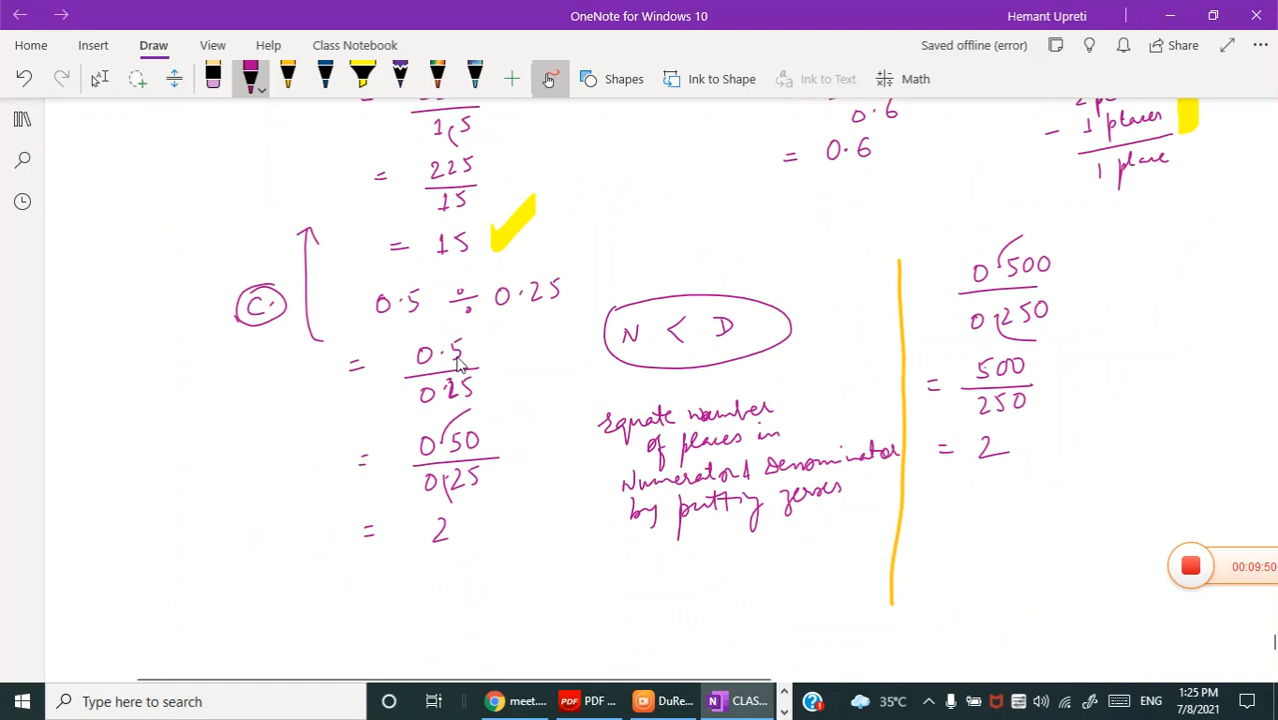 OneNote for Windows 10
Hemant Upreti
Home Insert Draw View Help Class Notebook
Saved offline (error)
Share
Shapes
Ink to Shape
Ink to Text
Math
1.5
= 225
15
= 15
C.
0.5 ÷ 0.25
= 0.5
0.25
= 0.50
0.25
= 2
N < D
Equate number
of places in
Numerator & Denominator
by putting zeroes
0.6
= 0.6
- 1 places
1 place
0.500
0.250
= 500
250
= 2
00:09:50
Type here to search
meet....
PDF ...
DuRe...
CLAS...
35°C
ENG
1:25 PM
7/8/2021